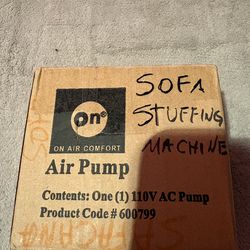 on
ON AIR COMFORT
SOFA
STUFFING
MACHINE
Air Pump
Contents: One (1) 110V AC Pump
Product Code # 600799